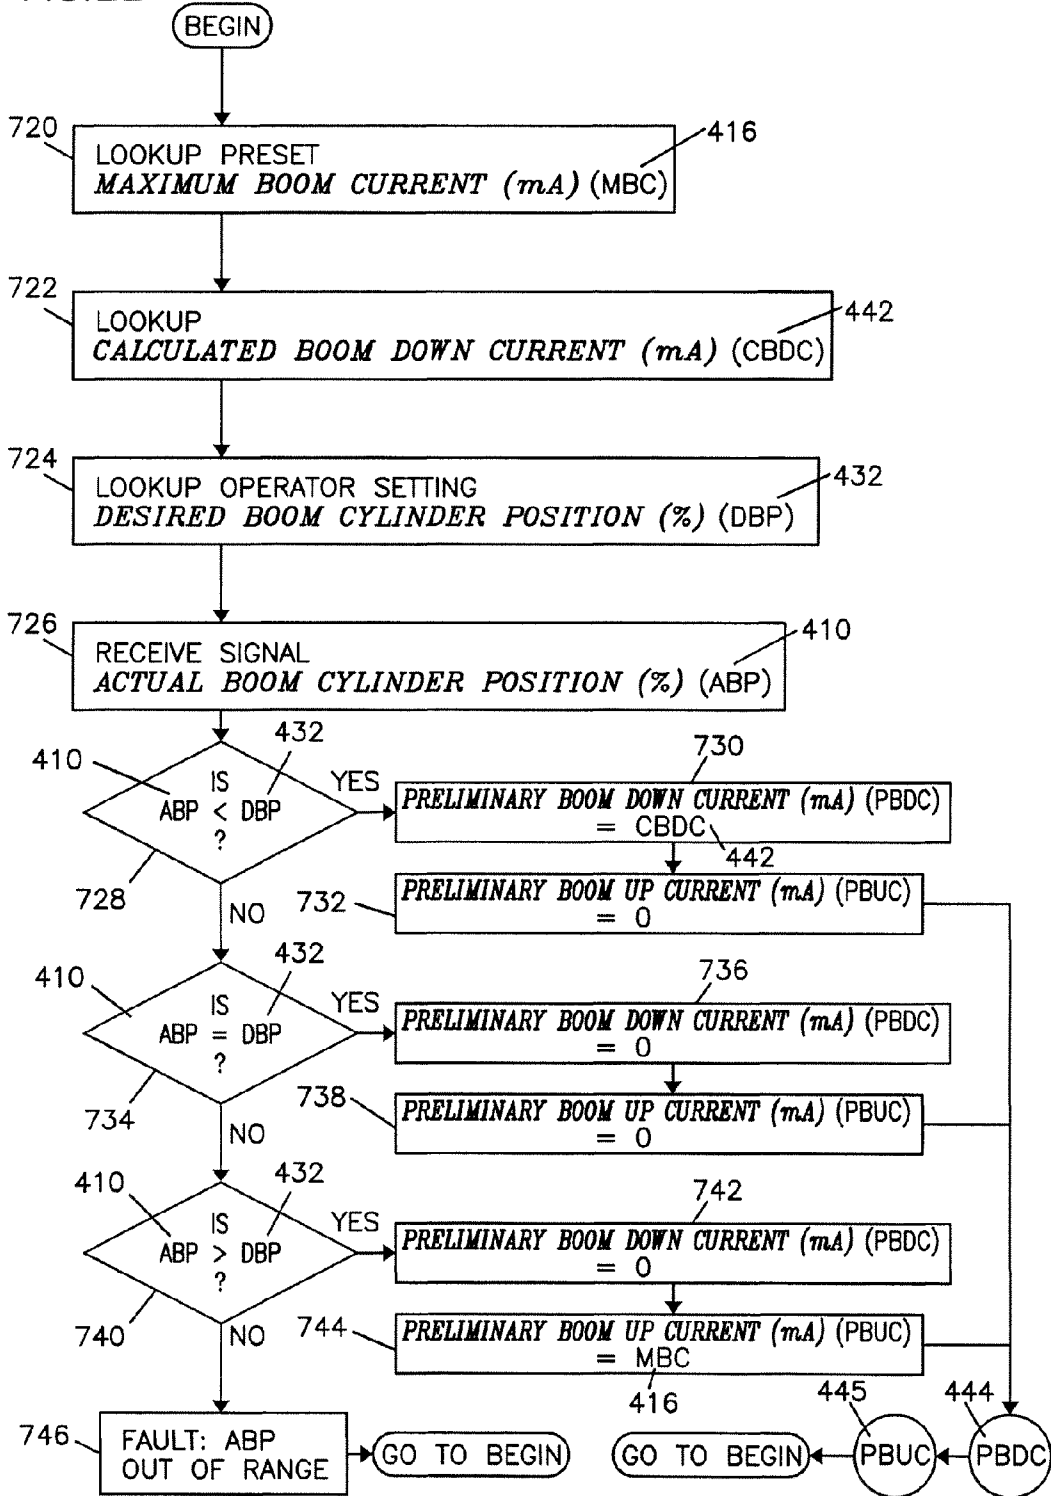 BEGIN
720
416
LOOKUP PRESET
MAXIMUM BOOM CURRENT (mA) (MBC)
722
442
LOOKUP
CALCULATED BOOM DOWN CURRENT (mA) (CBDC)
724
432
LOOKUP OPERATOR SETTING
DESIRED BOOM CYLINDER POSITION (%) (DBP)
726
410
RECEIVE SIGNAL
ACTUAL BOOM CYLINDER POSITION (%) (ABP)
410
432
IS
ABP < DBP
?
728
YES
NO
730
PRELIMINARY BOOM DOWN CURRENT (mA) (PBDC)
= CBDC
442
732
PRELIMINARY BOOM UP CURRENT (mA) (PBUC)
= 0
410
432
IS
ABP = DBP
?
734
YES
NO
736
PRELIMINARY BOOM DOWN CURRENT (mA) (PBDC)
= 0
738
PRELIMINARY BOOM UP CURRENT (mA) (PBUC)
= 0
410
432
IS
ABP > DBP
?
740
YES
NO
742
PRELIMINARY BOOM DOWN CURRENT (mA) (PBDC)
= 0
744
PRELIMINARY BOOM UP CURRENT (mA) (PBUC)
= MBC
416
746
FAULT: ABP
OUT OF RANGE
GO TO BEGIN
GO TO BEGIN
445
PBUC
444
PBDC